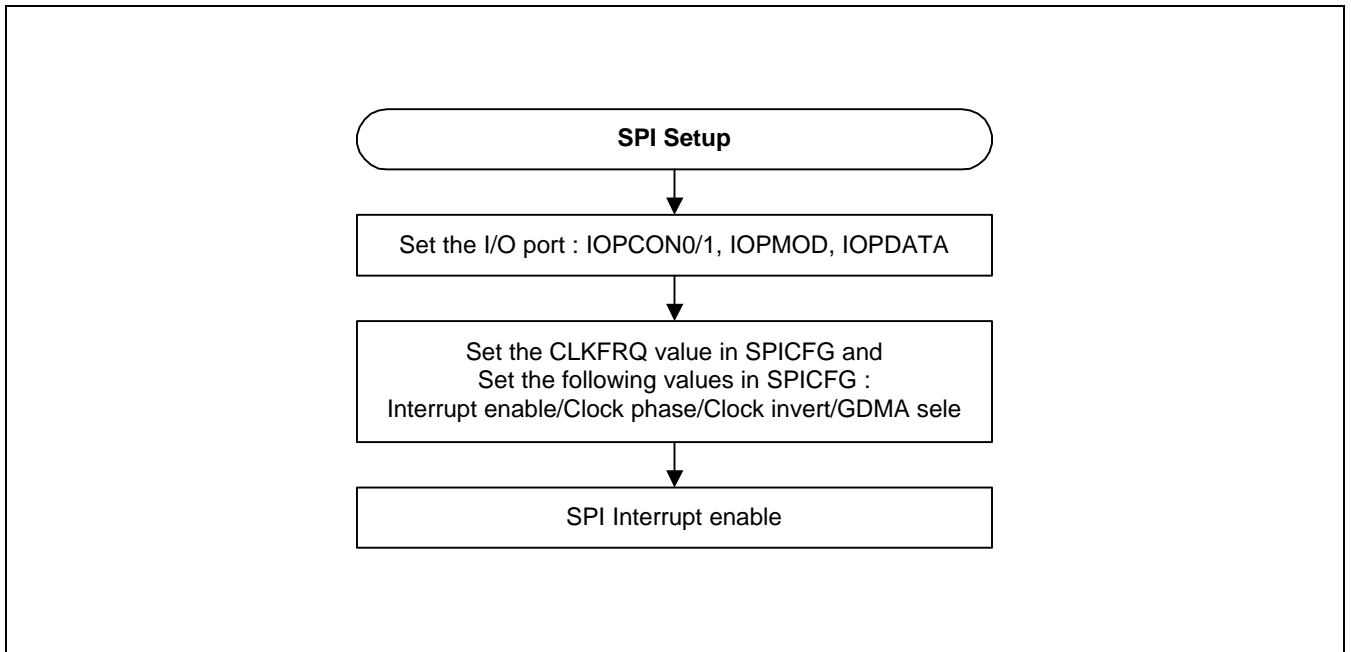 SPI Setup
Set the I/O port : IOPCON0/1, IOPMOD, IOPDATA
Set the CLKFRQ value in SPICFG and
Set the following values in SPICFG :
Interrupt enable/Clock phase/Clock invert/GDMA sele
SPI Interrupt enable